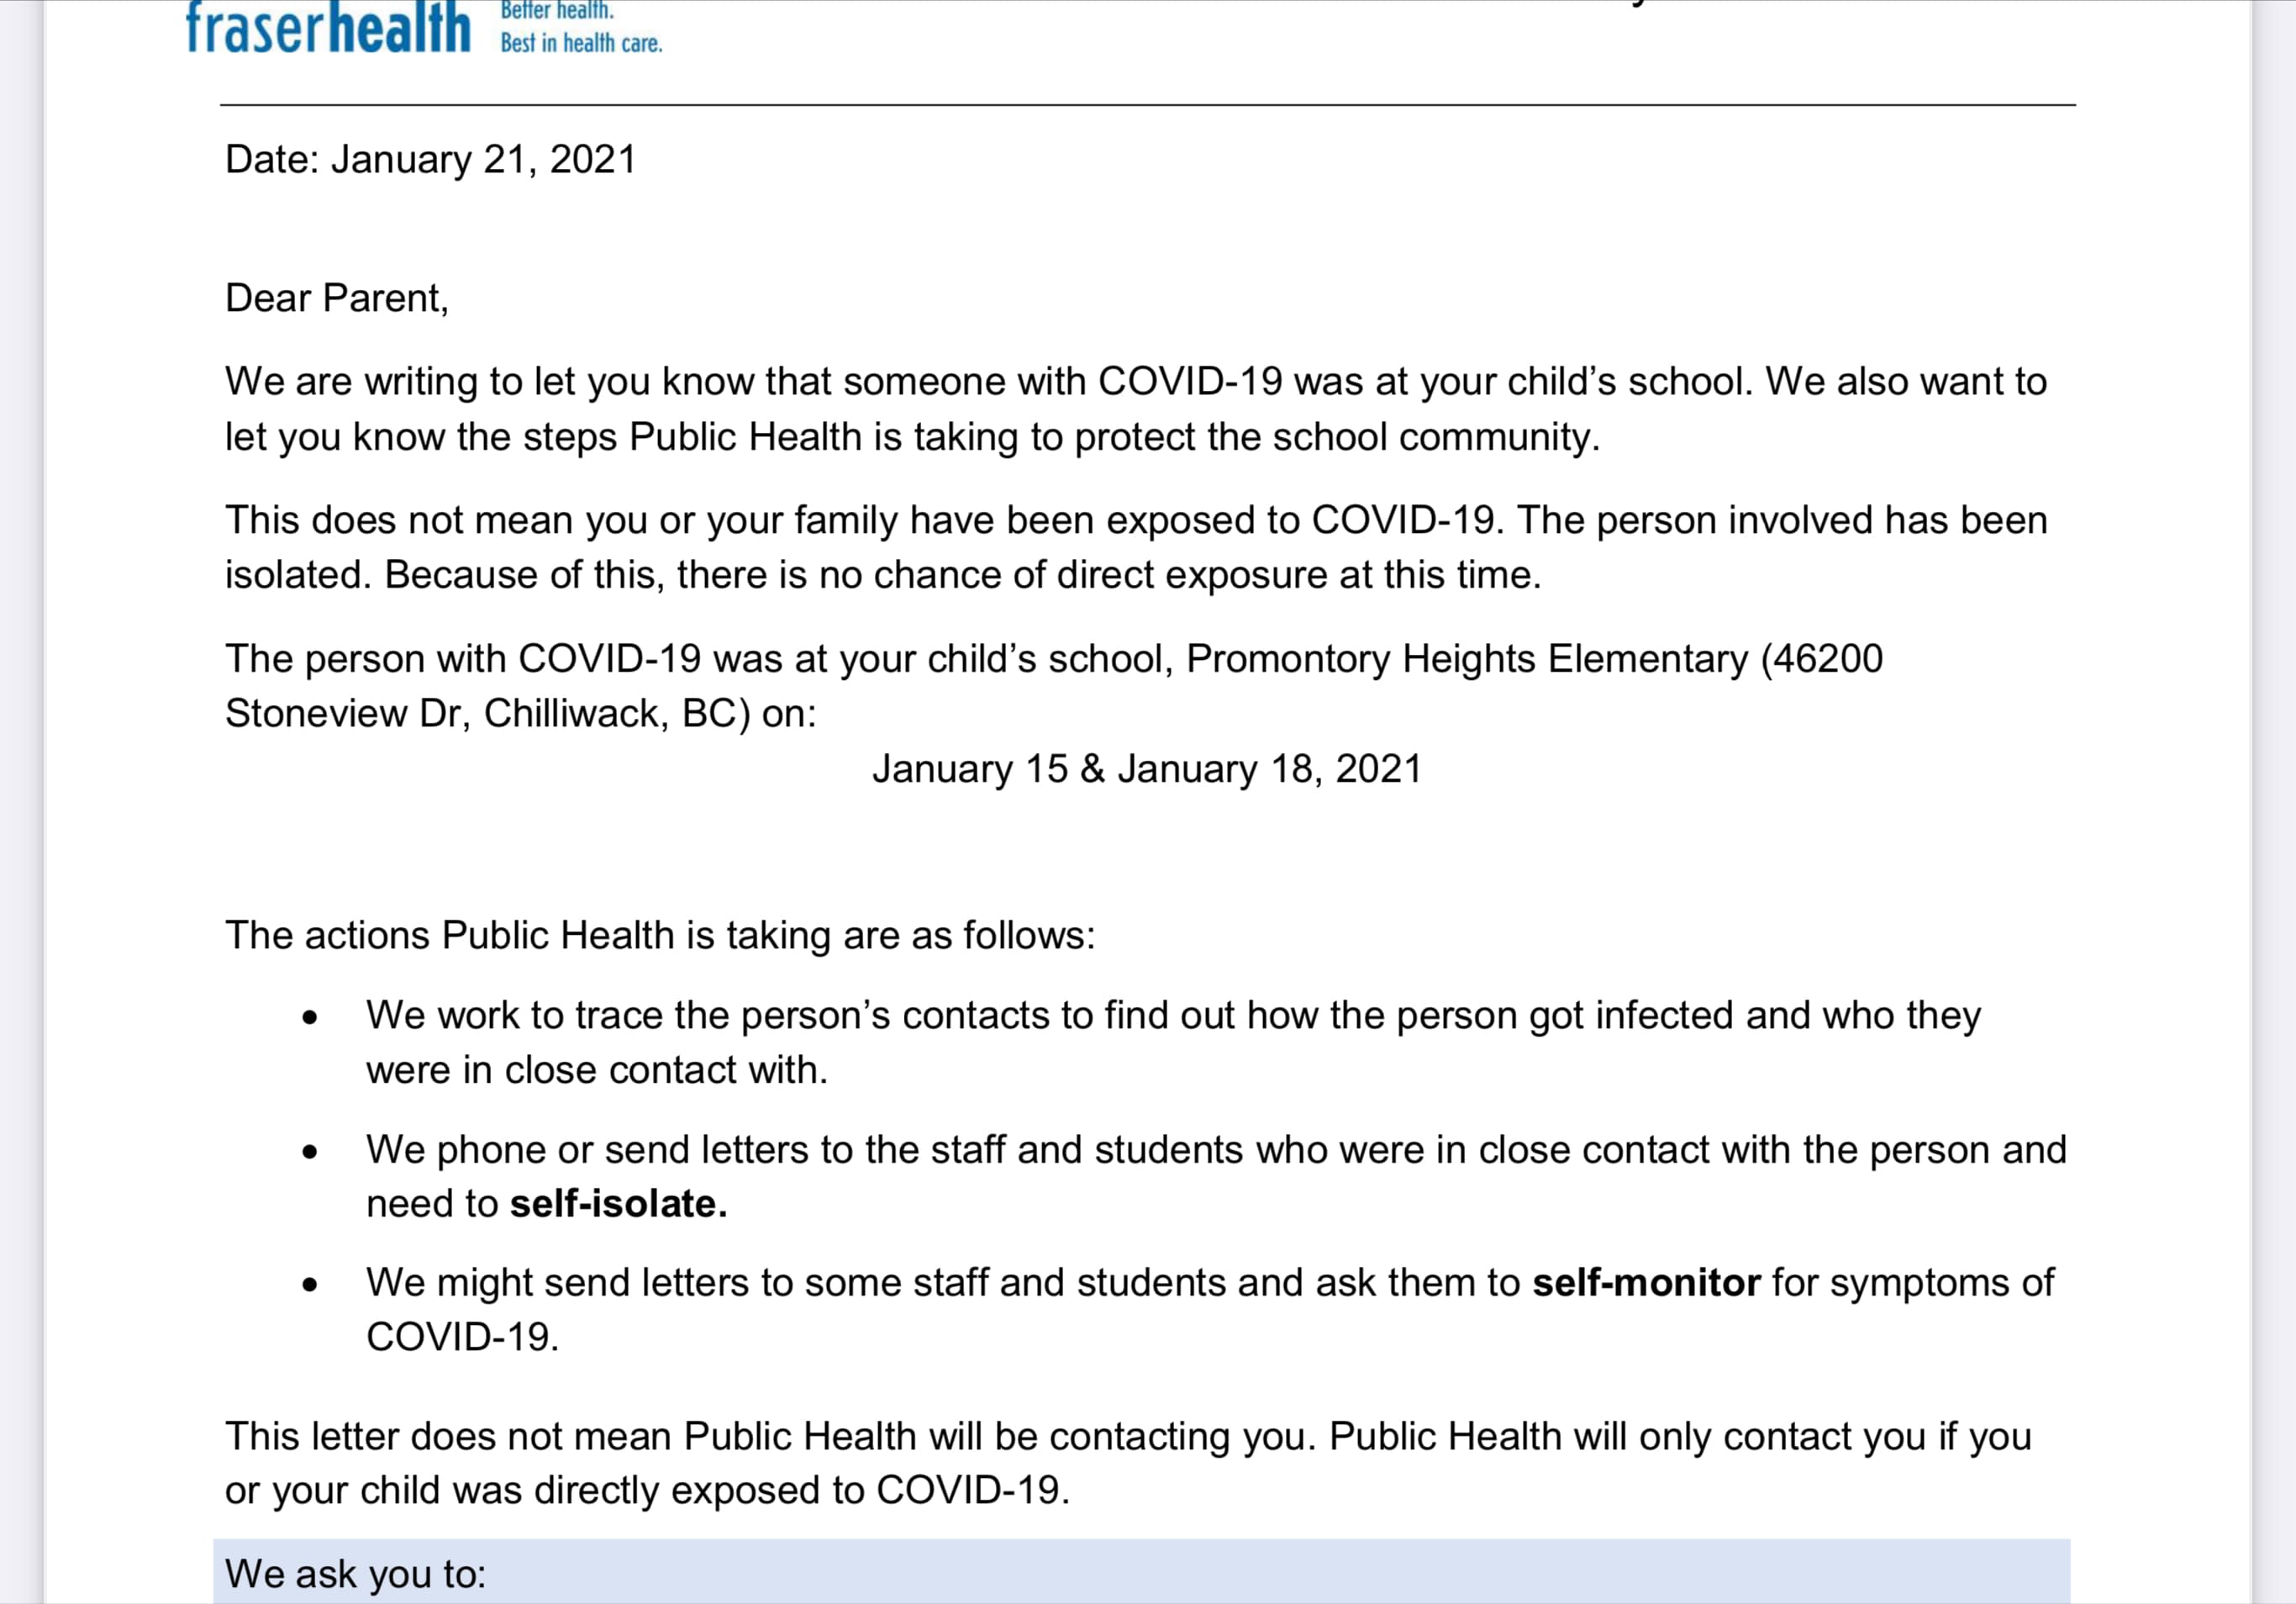 fraserhealth
Better health.
Best in health care.
Date: January 21, 2021
Dear Parent,
We are writing to let you know that someone with COVID-19 was at your child’s school. We also want to
let you know the steps Public Health is taking to protect the school community.
This does not mean you or your family have been exposed to COVID-19. The person involved has been
isolated. Because of this, there is no chance of direct exposure at this time.
The person with COVID-19 was at your child’s school, Promontory Heights Elementary (46200
Stoneview Dr, Chilliwack, BC) on:
January 15 & January 18, 2021
The actions Public Health is taking are as follows:
• We work to trace the person’s contacts to find out how the person got infected and who they
were in close contact with.
• We phone or send letters to the staff and students who were in close contact with the person and
need to self-isolate.
• We might send letters to some staff and students and ask them to self-monitor for symptoms of
COVID-19.
This letter does not mean Public Health will be contacting you. Public Health will only contact you if you
or your child was directly exposed to COVID-19.
We ask you to: